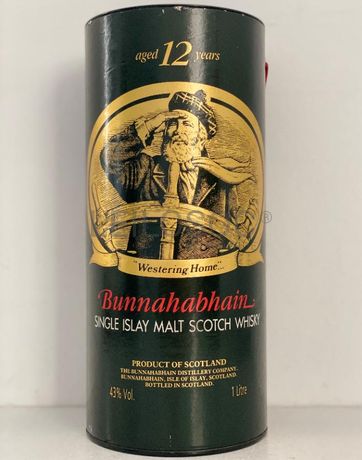 aged 12 years
"Westering Home"...
Bunnahabhain
SINGLE ISLAY MALT SCOTCH WHISKY
PRODUCT OF SCOTLAND
THE BUNNAHABHAIN DISTILLERY COMPANY.
BUNNAHABHAIN, ISLE OF ISLAY, SCOTLAND.
BOTTLED IN SCOTLAND.
43% Vol. 1 Litre